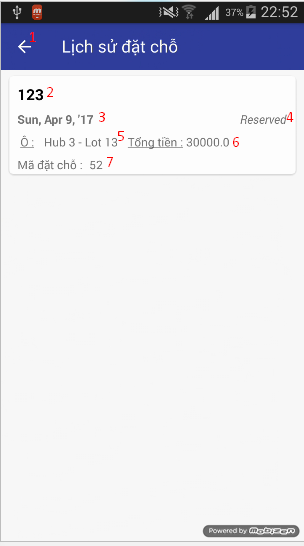 37% 22:52
1 Lịch sử đặt chỗ
123 2
Sun, Apr 9, '17 3 Reserved 4
Ô : Hub 3 - Lot 13 5 Tổng tiền : 30000.0 6
Mã đặt chỗ : 52 7
Powered by Mobizen